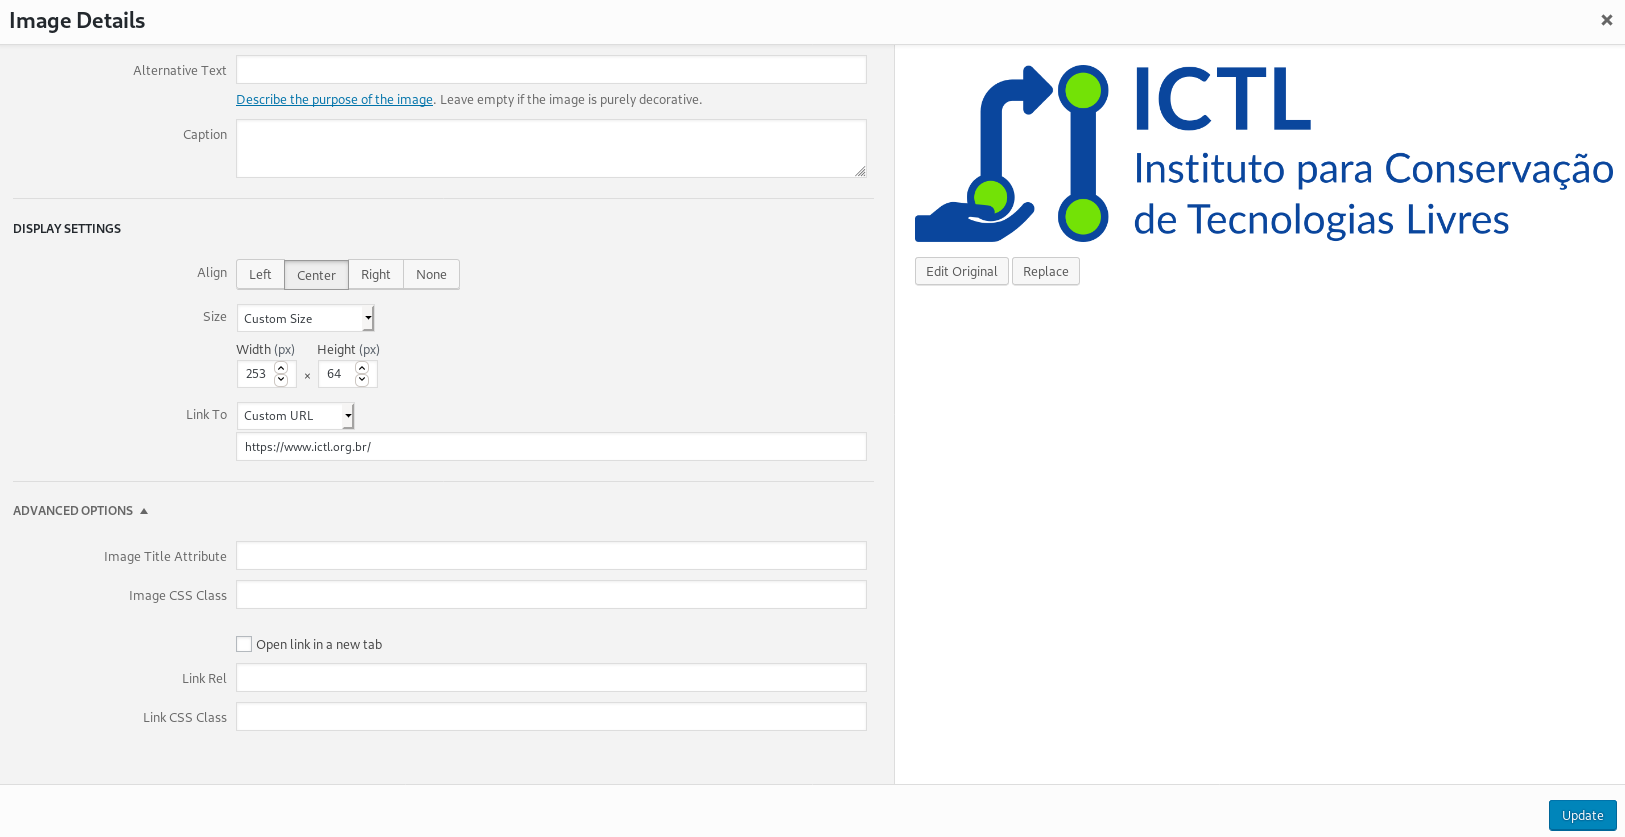 Image Details
Alternative Text
Describe the purpose of the image. Leave empty if the image is purely decorative.
Caption
DISPLAY SETTINGS
Align Left Center Right None
Size Custom Size
Width (px) Height (px)
253 × 64
Link To Custom URL
https://www.ictl.org.br/
ADVANCED OPTIONS
Image Title Attribute
Image CSS Class
Open link in a new tab
Link Rel
Link CSS Class
ICTL
Instituto para Conservação
de Tecnologias Livres
Edit Original Replace
Update